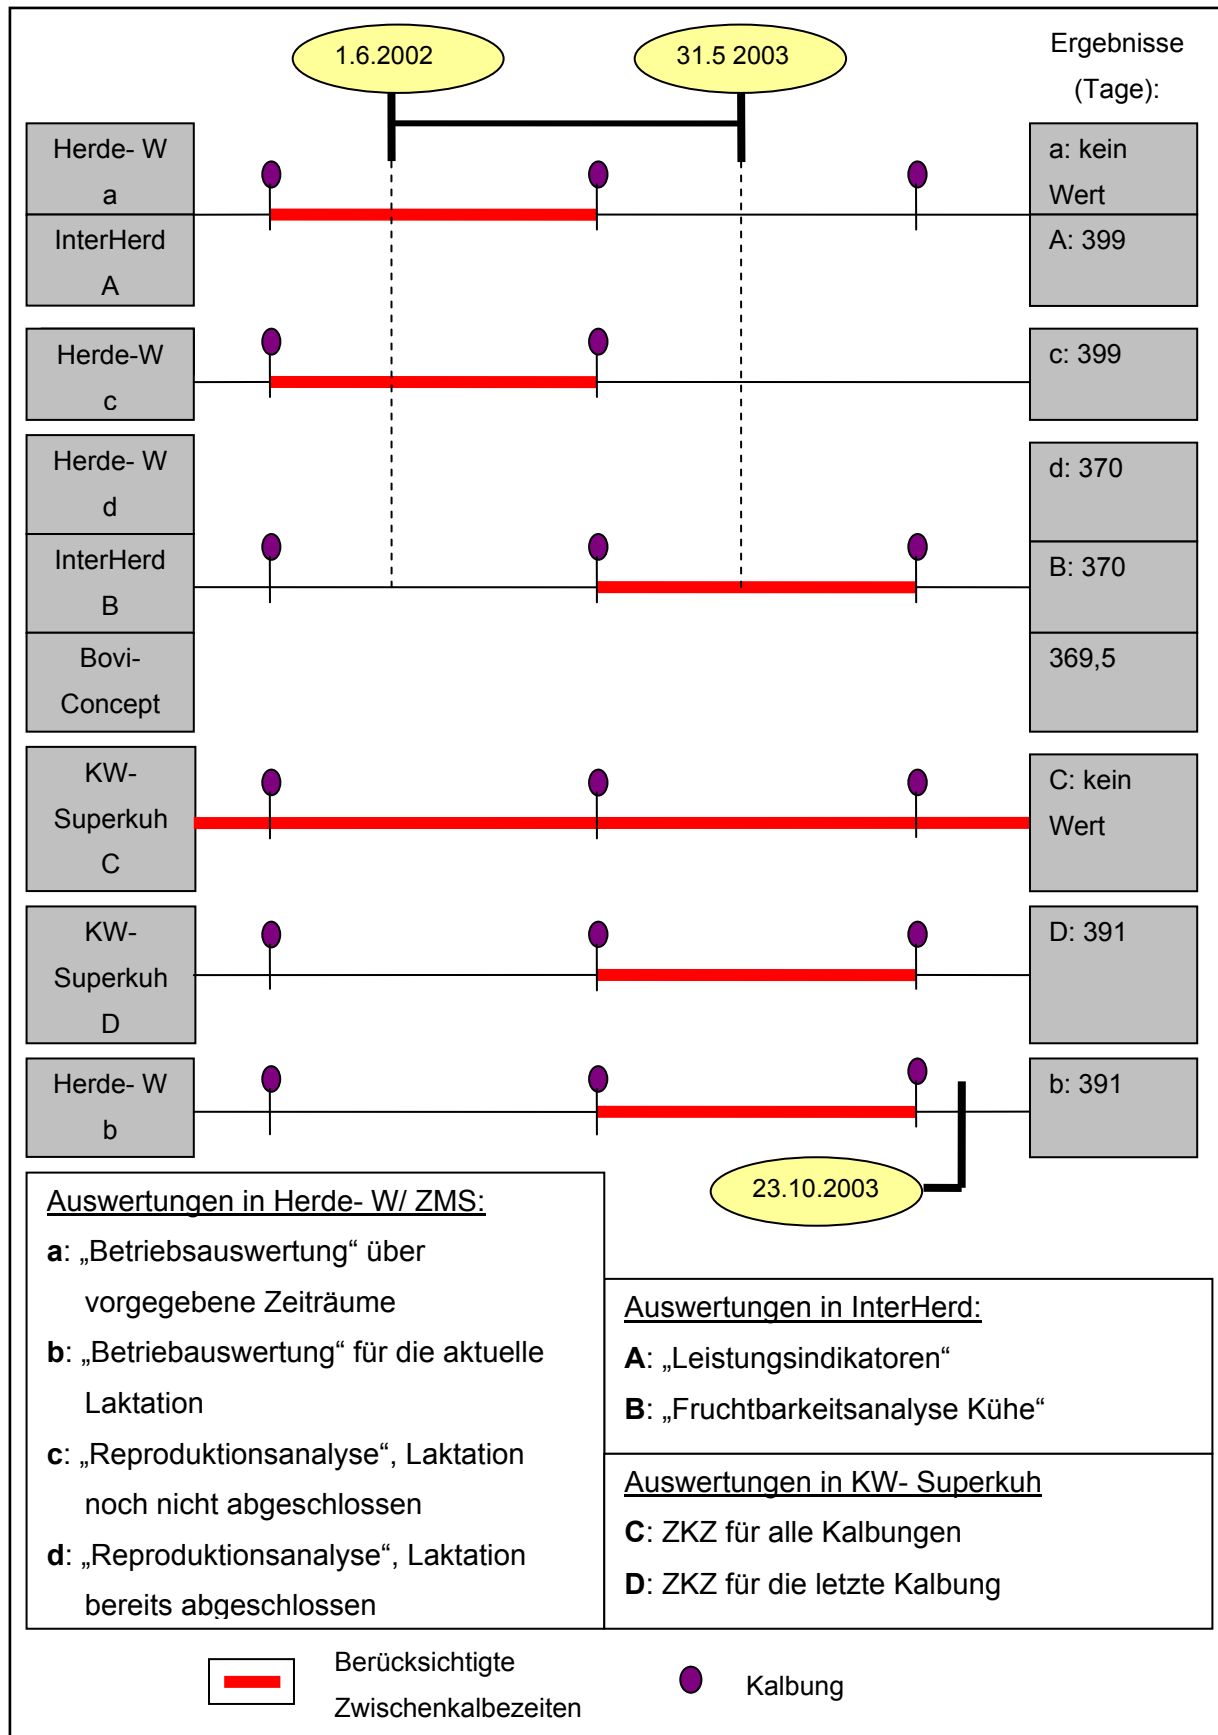 1.6.2002
31.5 2003
Ergebnisse
(Tage):
Herde- W
a
a: kein
Wert
InterHerd
A
A: 399
Herde-W
c
c: 399
Herde- W
d
d: 370
InterHerd
B
B: 370
Bovi-
Concept
369,5
KW-
Superkuh
C
C: kein
Wert
KW-
Superkuh
D
D: 391
Herde- W
b
b: 391
23.10.2003
Auswertungen in Herde- W/ ZMS:
a: „Betriebsauswertung“ über
vorgegebene Zeiträume
b: „Betriebauswertung“ für die aktuelle
Laktation
c: „Reproduktionsanalyse“, Laktation
noch nicht abgeschlossen
d: „Reproduktionsanalyse“, Laktation
bereits abgeschlossen
Auswertungen in InterHerd:
A: „Leistungsindikatoren“
B: „Fruchtbarkeitsanalyse Kühe“
Auswertungen in KW- Superkuh
C: ZKZ für alle Kalbungen
D: ZKZ für die letzte Kalbung
Berücksichtigte
Zwischenkalbezeiten
Kalbung